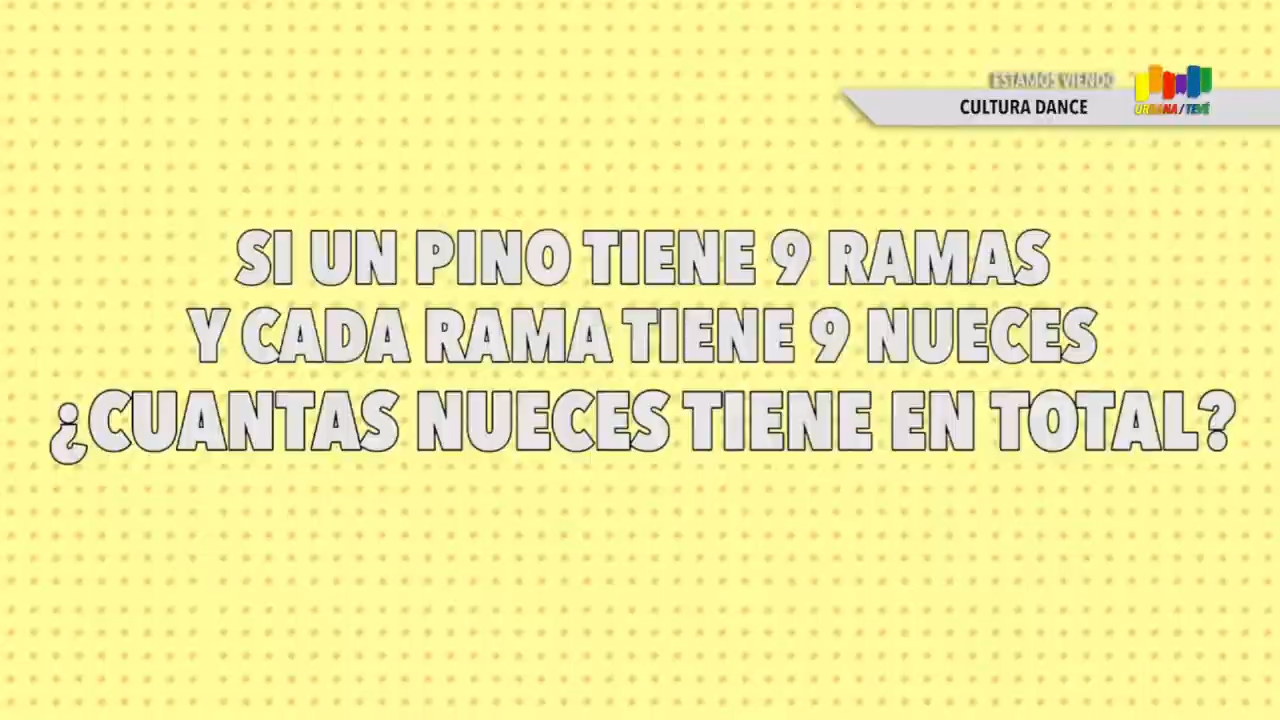 ESTAMOS VIENDO
CULTURA DANCE
URBANA/TEVÉ
SI UN PINO TIENE 9 RAMAS
Y CADA RAMA TIENE 9 NUECES
¿CUANTAS NUECES TIENE EN TOTAL?